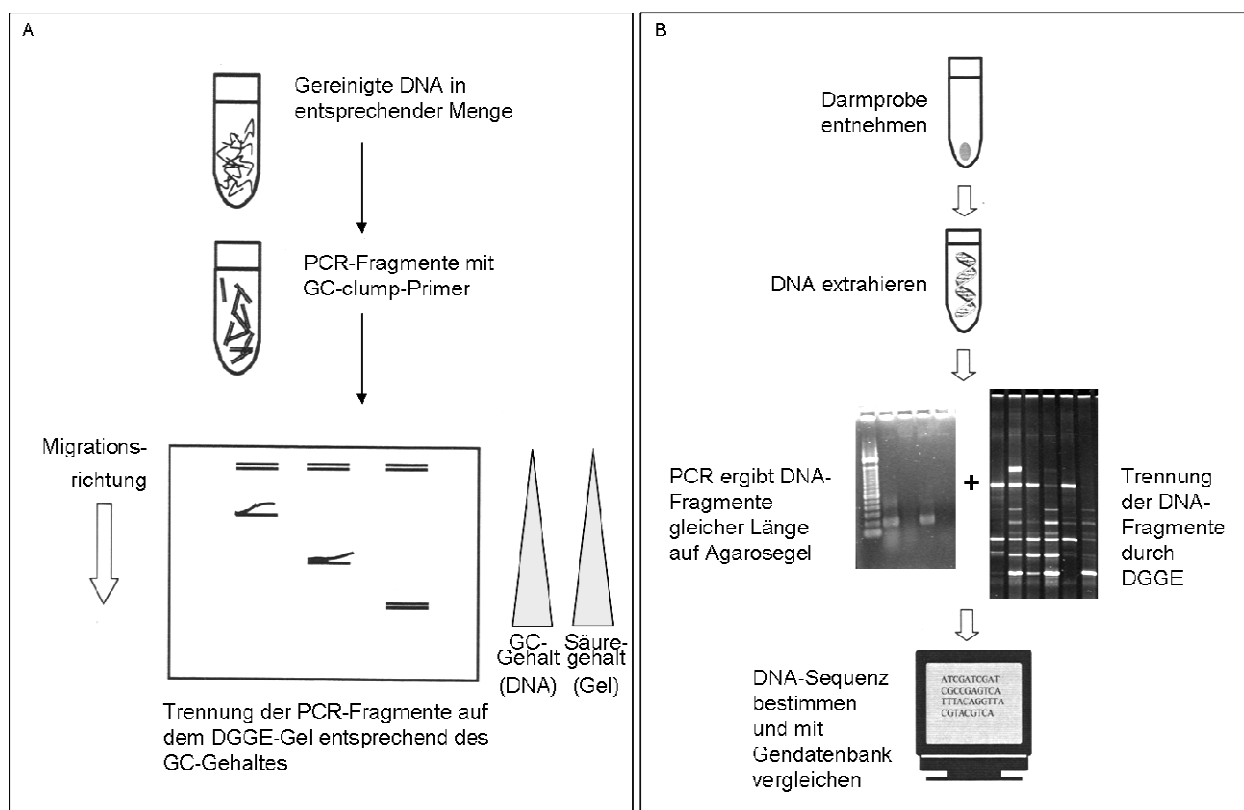 A
Gereinigte DNA in
entsprechender Menge
PCR-Fragmente mit
GC-clump-Primer
Migrations-
richtung
GC-
Gehalt
(DNA)
Säure-
gehalt
(Gel)
Trennung der PCR-Fragmente auf
dem DGGE-Gel entsprechend des
GC-Gehaltes
B
Darmprobe
entnehmen
DNA extrahieren
PCR ergibt DNA-
Fragmente
gleicher Länge
auf Agarosegel
+
Trennung
der DNA-
Fragmente
durch
DGGE
DNA-Sequenz
bestimmen
und mit
Gendatenbank
vergleichen
ATCGATCGAT
CGCCGAGTCA
TTTACAGGTTA
CGTACGTCA